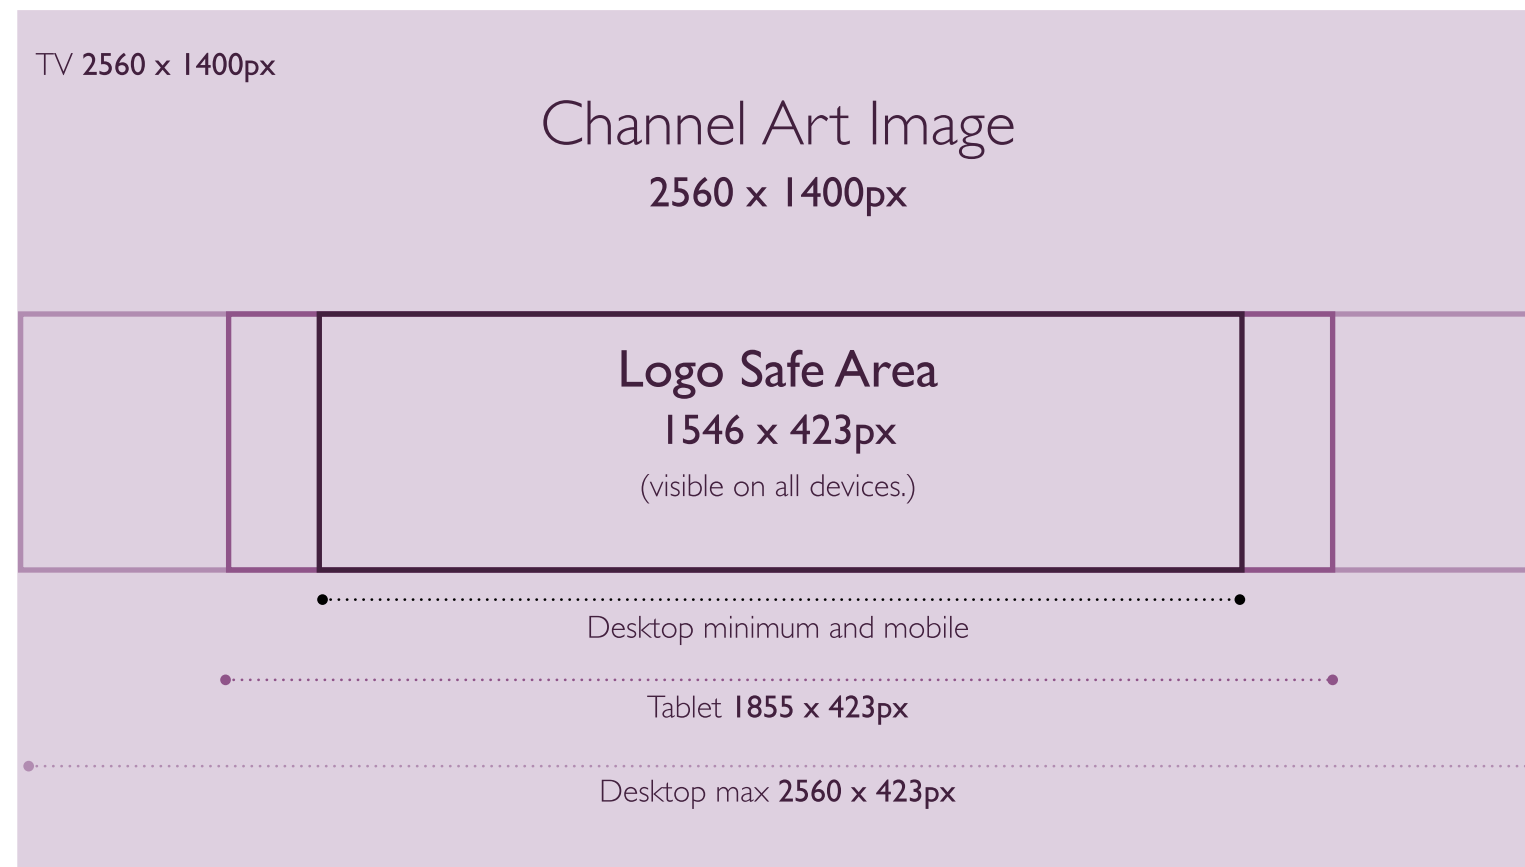 TV 2560 x 1400px
Channel Art Image
2560 x 1400px
Logo Safe Area
1546 x 423px
(visible on all devices.)
Desktop minimum and mobile
Tablet 1855 x 423px
Desktop max 2560 x 423px